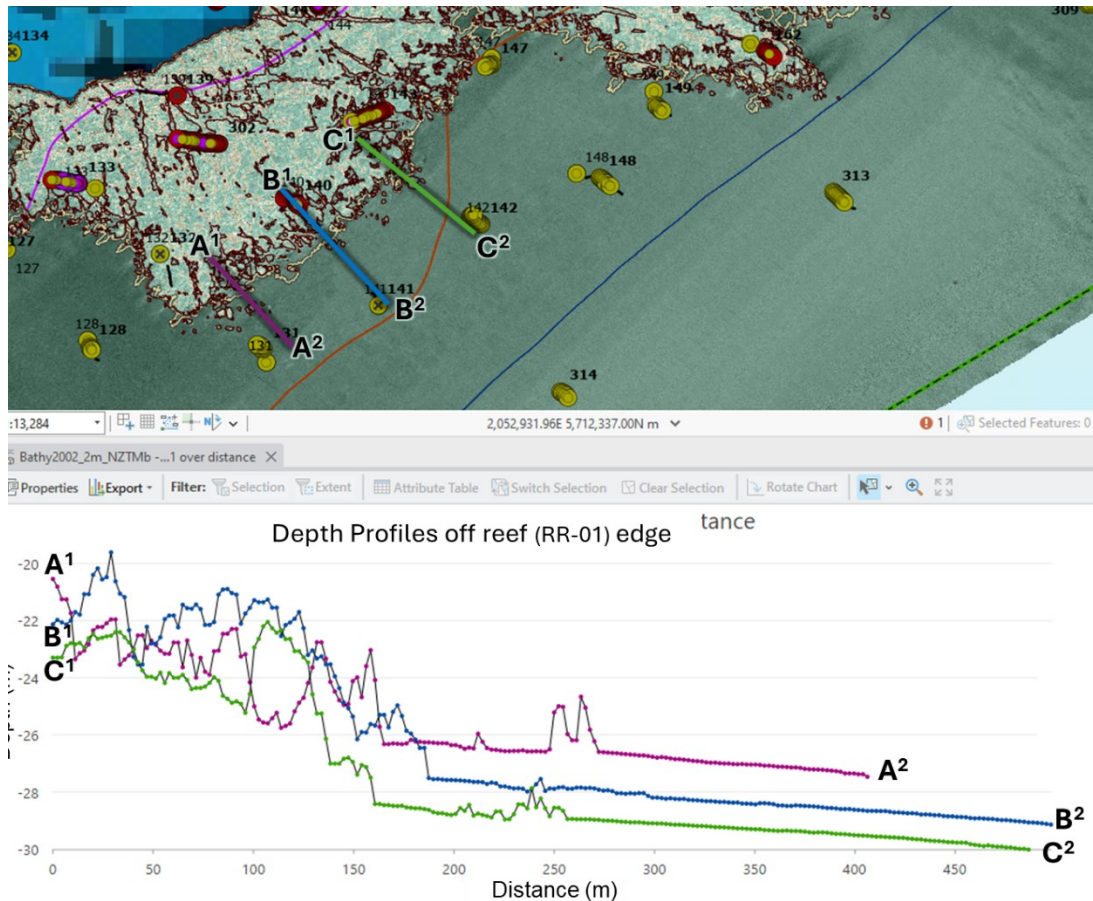 134
144
147
309
162
139
149
302
C¹
133
148 148
B¹
140
313
142 142
C²
132
A¹
127
127
141
B²
128 128
131
131
A²
314
:13,284
2,052,931.96E 5,712,337.00N m
1
Selected Features: 0
Bathy2002_2m_NZTMb -...1 over distance
Properties Export Filter: Selection Extent Attribute Table Switch Selection Clear Selection Rotate Chart
Depth Profiles off reef (RR-01) edge
tance
-20
A¹
-22
B¹
C¹
-24
-26
A²
-28
B²
-30
C²
0 50 100 150 200 250 300 350 400 450
Distance (m)